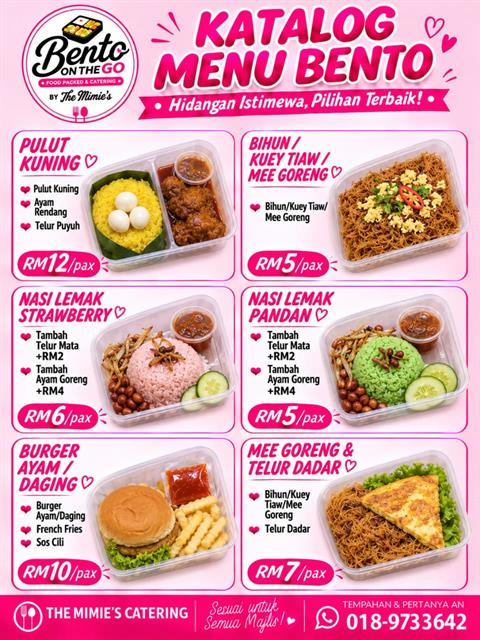 Bento
ON THE GO
FOOD PACKED & CATERING
BY The Mimie's
KATALOG
MENU BENTO
Hidangan Istimewa, Pilihan Terbaik!
PULUT
KUNING
Pulut Kuning
Ayam
Rendang
Telur Puyuh
RM12/pax
BIHUN /
KUEY TIAW /
MEE GORENG
Bihun/Kuey Tiaw/
Mee Goreng
RM5/pax
NASI LEMAK
STRAWBERRY
Tambah
Telur Mata
+RM2
Tambah
Ayam Goreng
+RM4
RM6/pax
NASI LEMAK
PANDAN
Tambah
Telur Mata
+RM2
Tambah
Ayam Goreng
+RM4
RM5/pax
BURGER
AYAM /
DAGING
Burger
Ayam/Daging
French Fries
Sos Cili
RM10/pax
MEE GORENG &
TELUR DADAR
Bihun/Kuey
Tiaw/Mee
Goreng
Telur Dadar
RM7/pax
THE MIMIE'S CATERING
Sesuai untuk
Semua Majlis!
TEMPAHAN & PERTANYA AN
018-9733642